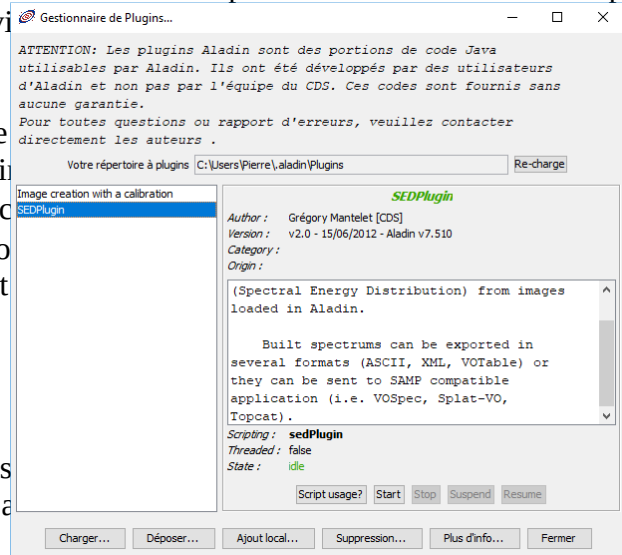 Gestionnaire de Plugins...
ATTENTION: Les plugins Aladin sont des portions de code Java
utilisables par Aladin. Ils ont été développés par des utilisateurs
d'Aladin et non pas par l'équipe du CDS. Ces codes sont fournis sans
aucune garantie.
Pour toutes questions ou rapport d'erreurs, veuillez contacter
directement les auteurs .
Votre répertoire à plugins C:\Users\Pierre\.aladin\Plugins Re-charge
Image creation with a calibration
SEDPlugin
SEDPlugin
Author : Grégory Mantelet [CDS]
Version : v2.0 - 15/06/2012 - Aladin v7.510
Category :
Origin :
(Spectral Energy Distribution) from images
loaded in Aladin.
Built spectrums can be exported in
several formats (ASCII, XML, VOTable) or
they can be sent to SAMP compatible
application (i.e. VOSpec, Splat-VO,
Topcat).
Scripting : sedPlugin
Threaded : false
State : idle
Script usage? Start Stop Suspend Resume
Charger... Déposer... Ajout local... Suppression... Plus d'info... Fermer